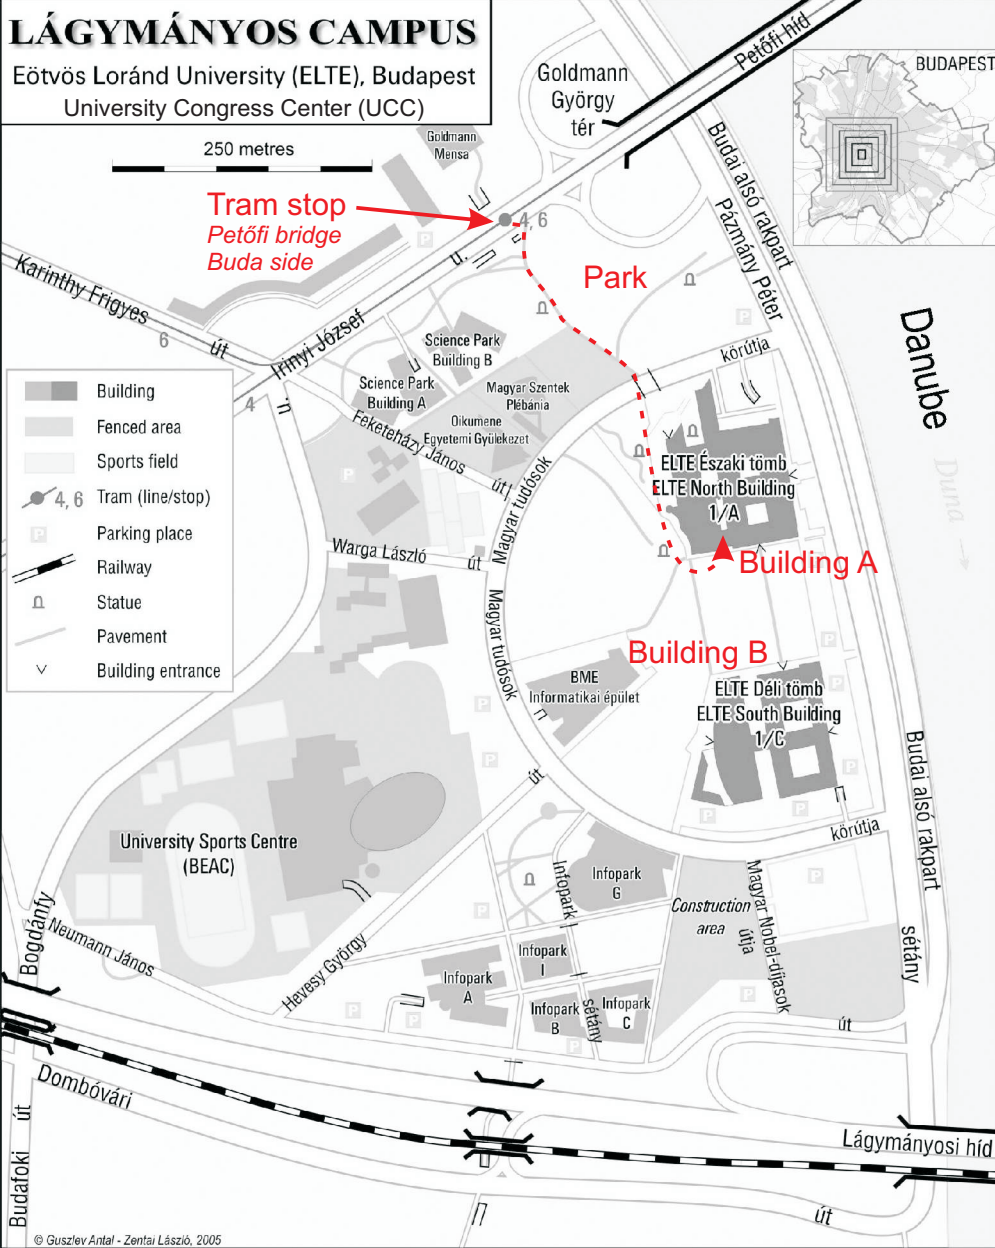 LÁGYMÁNYOS CAMPUS
Eötvös Loránd University (ELTE), Budapest
University Congress Center (UCC)
250 metres
Goldmann
György
tér
Petőfi híd
BUDAPEST
Goldmann
Mensa
Tram stop
Petőfi bridge
Buda side
4, 6
P
u.
Park
Budai alsó rakpart
Pázmány Péter
körútja
P
Danube
Duna
Karinthy Frigyes
út
6
Irinyi József
4
u.
Science Park
Building B
Science Park
Building A
Magyar Szentek
Plébánia
Oikumene
Egyetemi Gyülekezet
Feketeházy János
út
P
Magyar tudósok
Building
Fenced area
Sports field
4, 6 Tram (line/stop)
P Parking place
Railway
Statue
Pavement
Building entrance
ELTE Északi tömb
ELTE North Building
1/A
Building A
Warga László
út
Magyar tudósok
Building B
BME
Informatikai épület
ELTE Déli tömb
ELTE South Building
1/C
P
P
P
P
P
P
P
út
körútja
Budai alsó rakpart
University Sports Centre
(BEAC)
P
Infopark
Infopark
G
Construction
area
Magyar Nobel-díjasok
útja
P
P
sétány
Bogdánfy
Neumann János
Hevesy György
Infopark
A
Infopark
I
Infopark
B
sétány
Infopark
C
P
P
P
P
út
út
Dombóvári
Budafoki
Lágymányosi híd
út
© Guszlev Antal - Zentai László, 2005